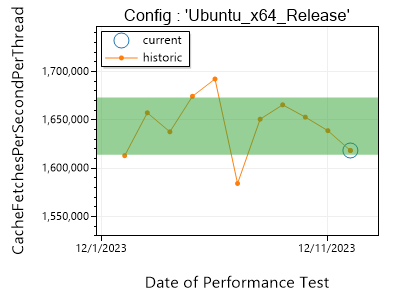 Config : 'Ubuntu_x64_Release'
CacheFetchesPerSecondPerThread
current
historic
1,700,000
1,650,000
1,600,000
1,550,000
12/1/2023
12/11/2023
Date of Performance Test